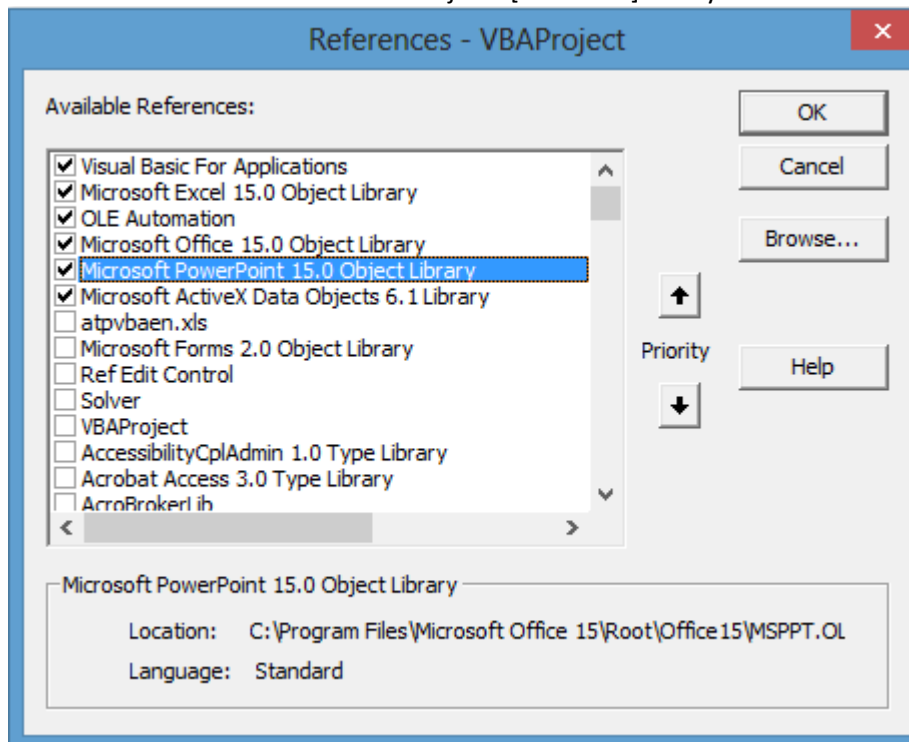 References - VBAProject
Available References:
OK
Visual Basic For Applications
Cancel
Microsoft Excel 15.0 Object Library
OLE Automation
Microsoft Office 15.0 Object Library
Browse...
Microsoft PowerPoint 15.0 Object Library
Microsoft ActiveX Data Objects 6.1 Library
atpvbaen.xls
Microsoft Forms 2.0 Object Library
Priority
Ref Edit Control
Help
Solver
VBAProject
AccessibilityCplAdmin 1.0 Type Library
Acrobat Access 3.0 Type Library
AcroBrokerLib
Microsoft PowerPoint 15.0 Object Library
Location: C:\Program Files\Microsoft Office 15\Root\Office15\MSPPT.OL
Language: Standard